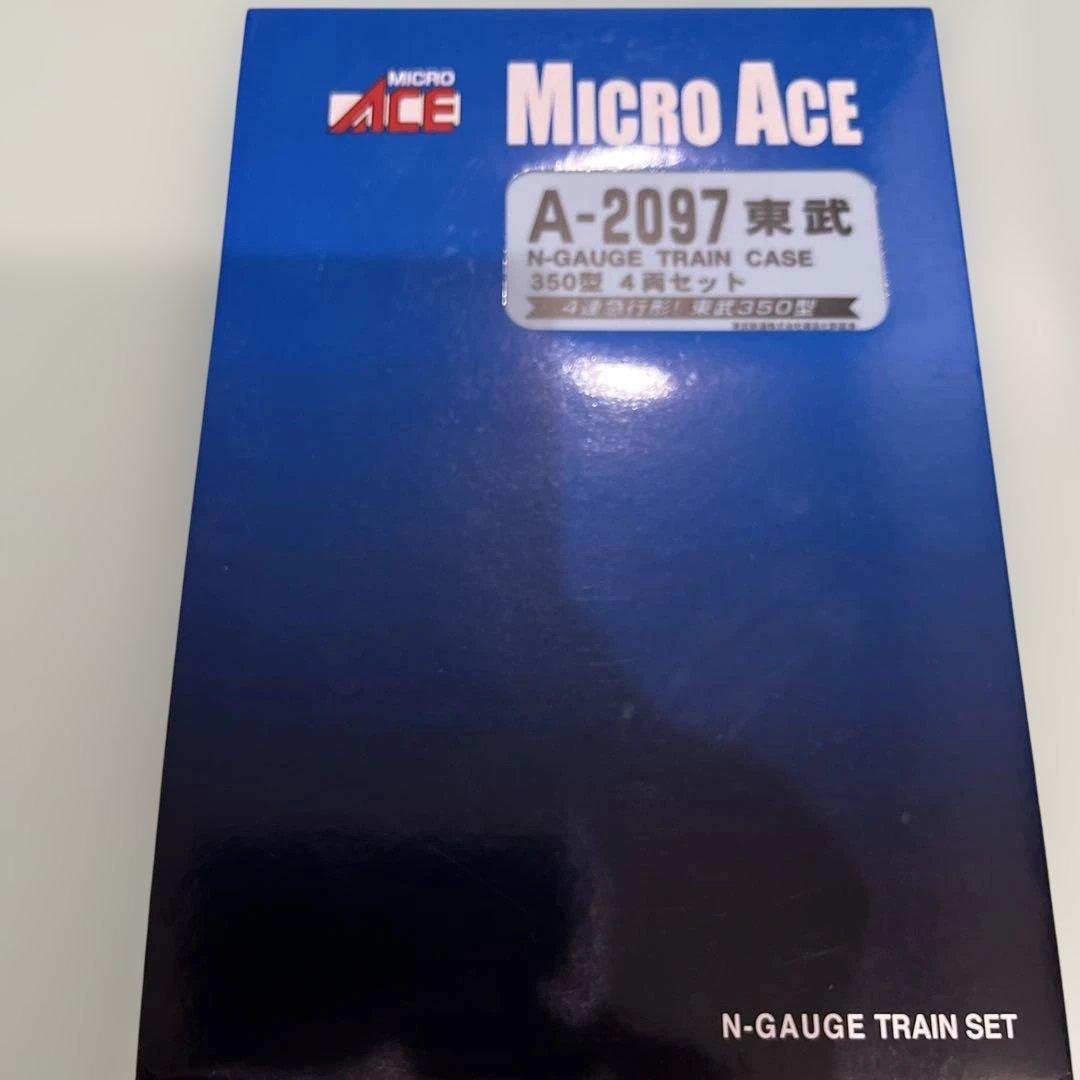 MICRO
ACE
MICRO ACE
A-2097 東武
N-GAUGE TRAIN CASE
350型 4両セット
4連急行形! 東武350型
N-GAUGE TRAIN SET